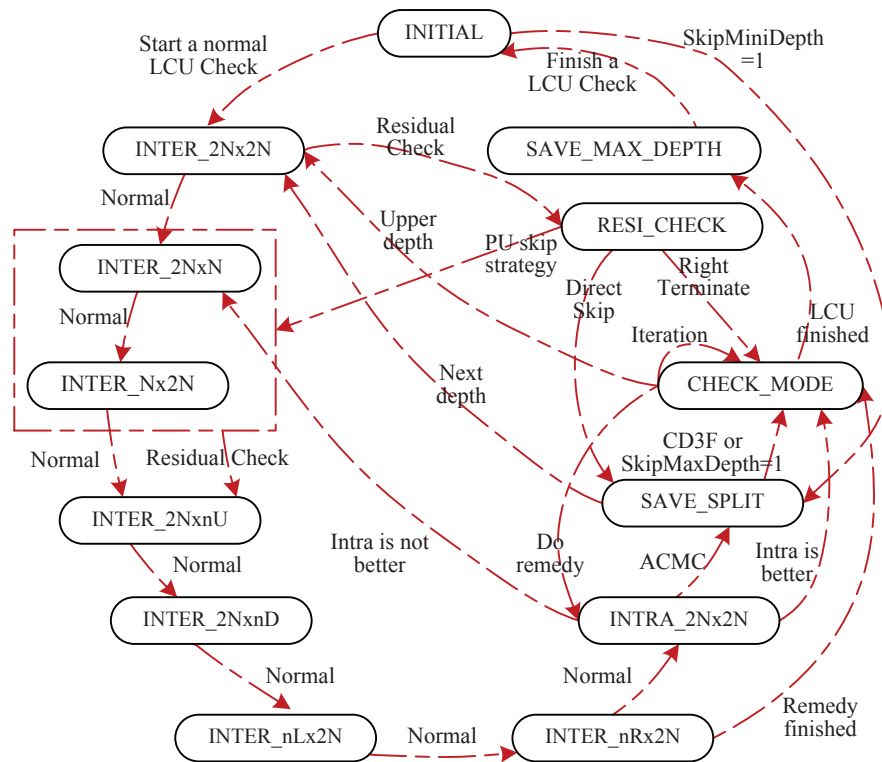 INITIAL
Start a normal
LCU Check
SkipMiniDepth
=1
Finish a
LCU Check
INTER_2Nx2N
Residual
Check
SAVE_MAX_DEPTH
Normal
Upper
depth
RESI_CHECK
PU skip
strategy
INTER_2NxN
Right
Terminate
Direct
Skip
LCU
finished
Normal
Iteration
INTER_Nx2N
Next
depth
CHECK_MODE
CD3F or
SkipMaxDepth=1
Normal
Residual Check
SAVE_SPLIT
INTER_2NxnU
Intra is not
better
Do
remedy
ACMC
Intra is
better
Normal
INTER_2NxnD
INTRA_2Nx2N
Normal
Normal
Remedy
finished
INTER_nLx2N
Normal
INTER_nRx2N